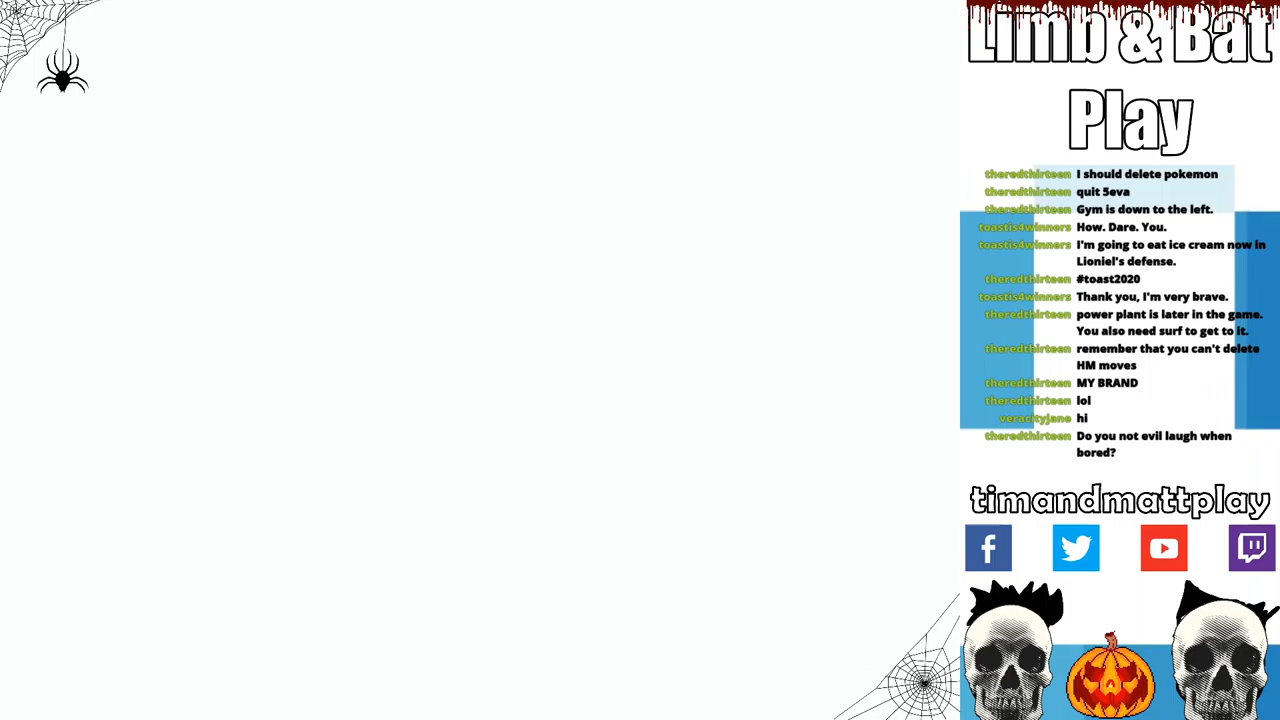 Limb & Bat
Play
theredthirteen I should delete pokemon
theredthirteen quit 5eva
theredthirteen Gym is down to the left.
toastis4winners How. Dare. You.
toastis4winners I'm going to eat ice cream now in
Lioniel's defense.
theredthirteen #toast2020
toastis4winners Thank you, I'm very brave.
theredthirteen power plant is later in the game.
You also need surf to get to it.
theredthirteen remember that you can't delete
HM moves
theredthirteen MY BRAND
theredthirteen lol
veracityjane hi
theredthirteen Do you not evil laugh when
bored?
timandmattplay